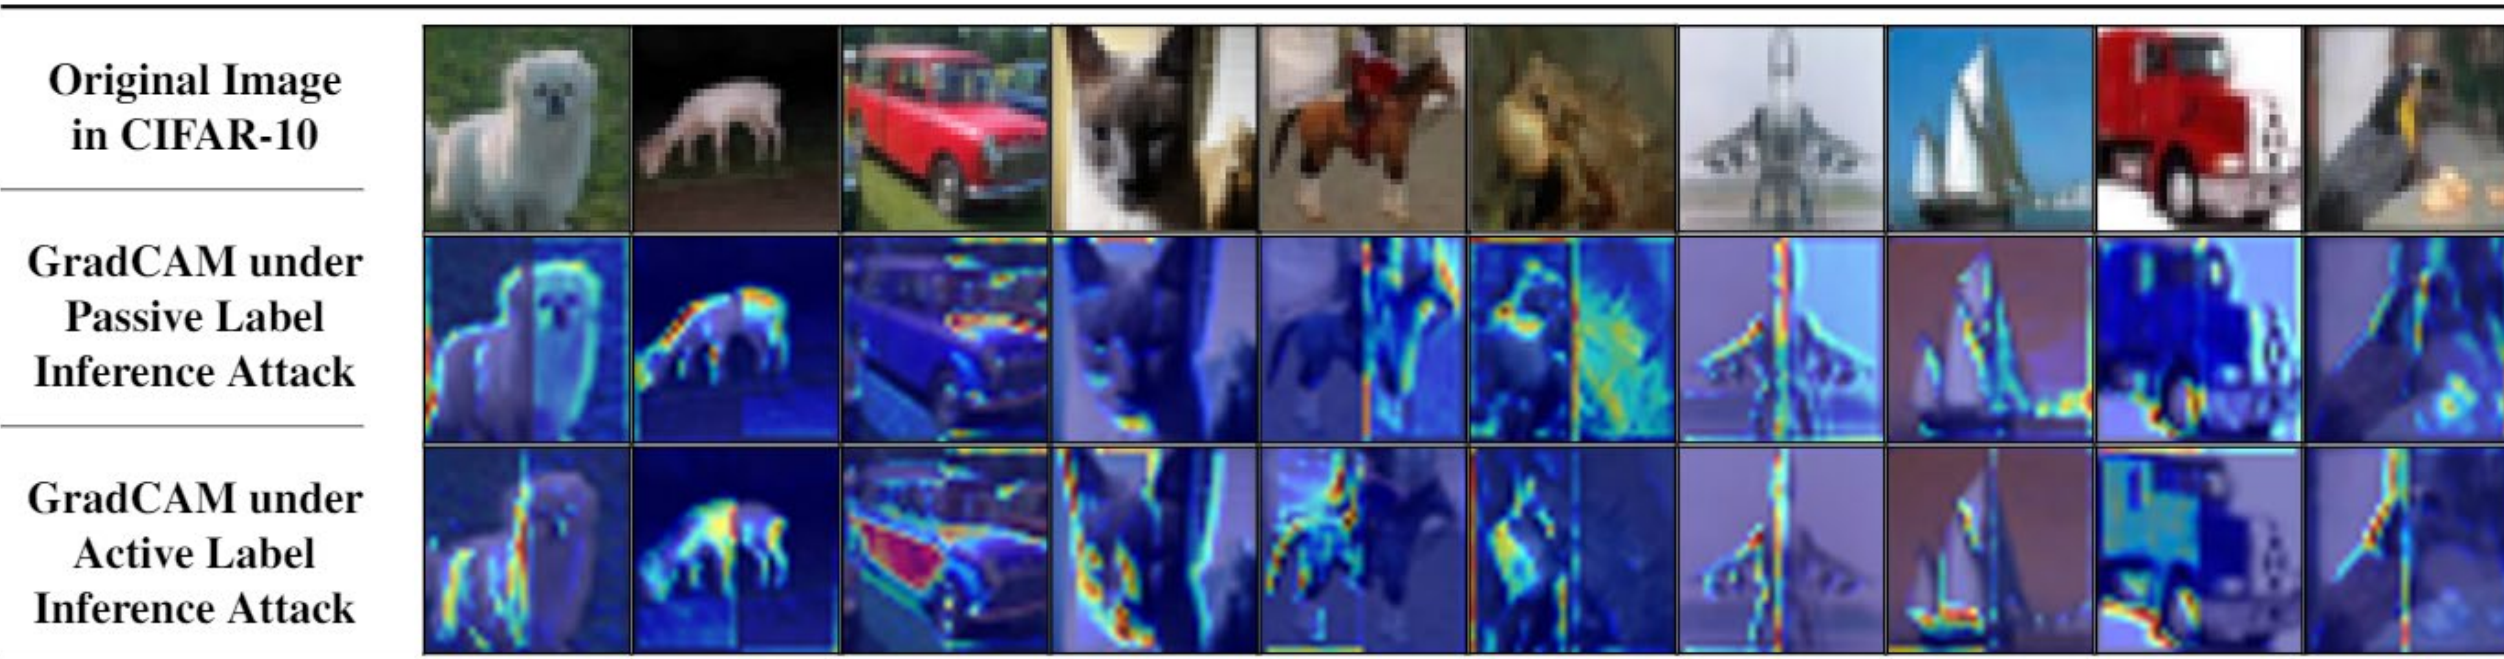 Original Image
in CIFAR-10
GradCAM under
Passive Label
Inference Attack
GradCAM under
Active Label
Inference Attack